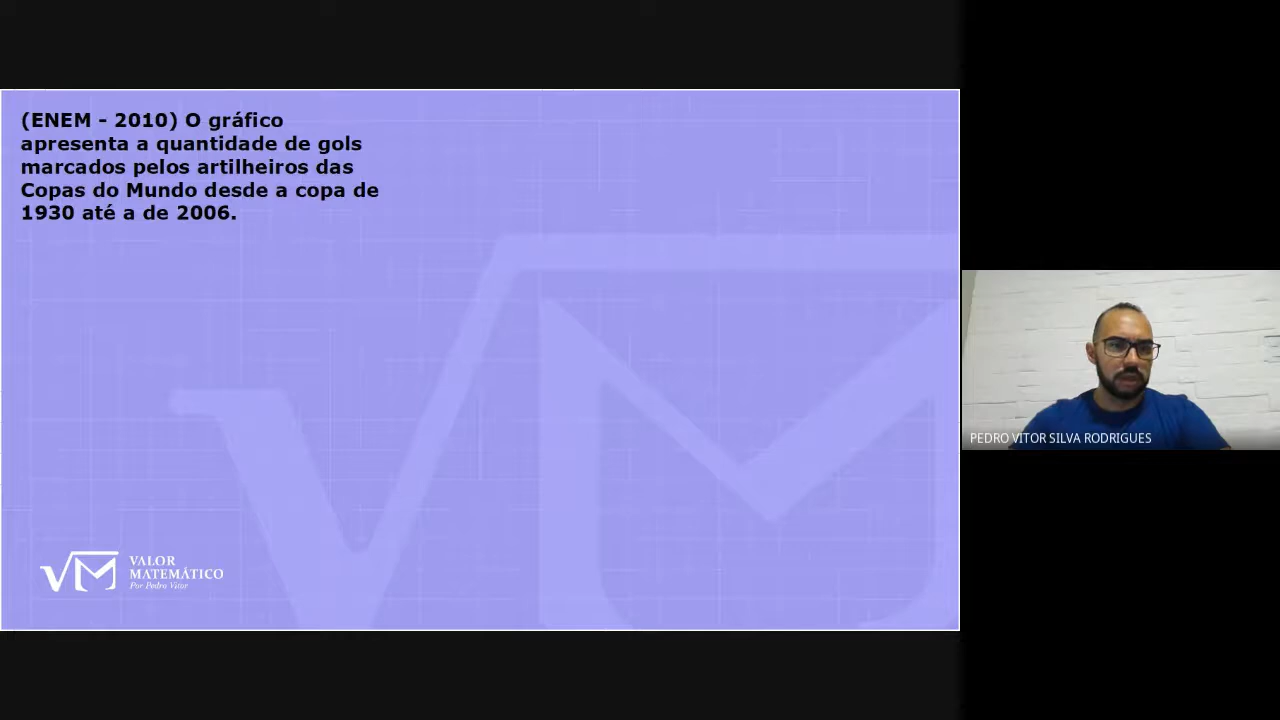 (ENEM - 2010) O gráfico
apresenta a quantidade de gols
marcados pelos artilheiros das
Copas do Mundo desde a copa de
1930 até a de 2006.
VALOR
MATEMÁTICO
Por Pedro Vitor
PEDRO VITOR SILVA RODRIGUES